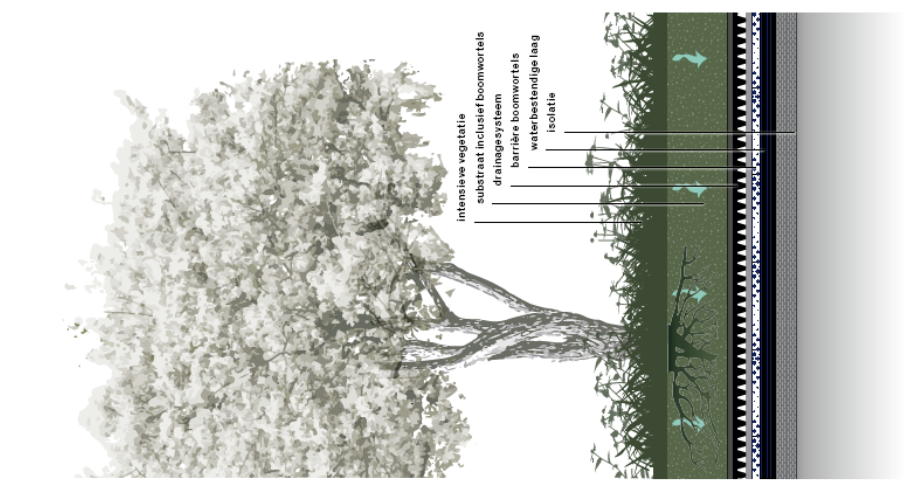 intensieve vegetatie
substraat inclusief boomwortels
drainagesysteem
barrière boomwortels
waterbestendige laag
isolatie